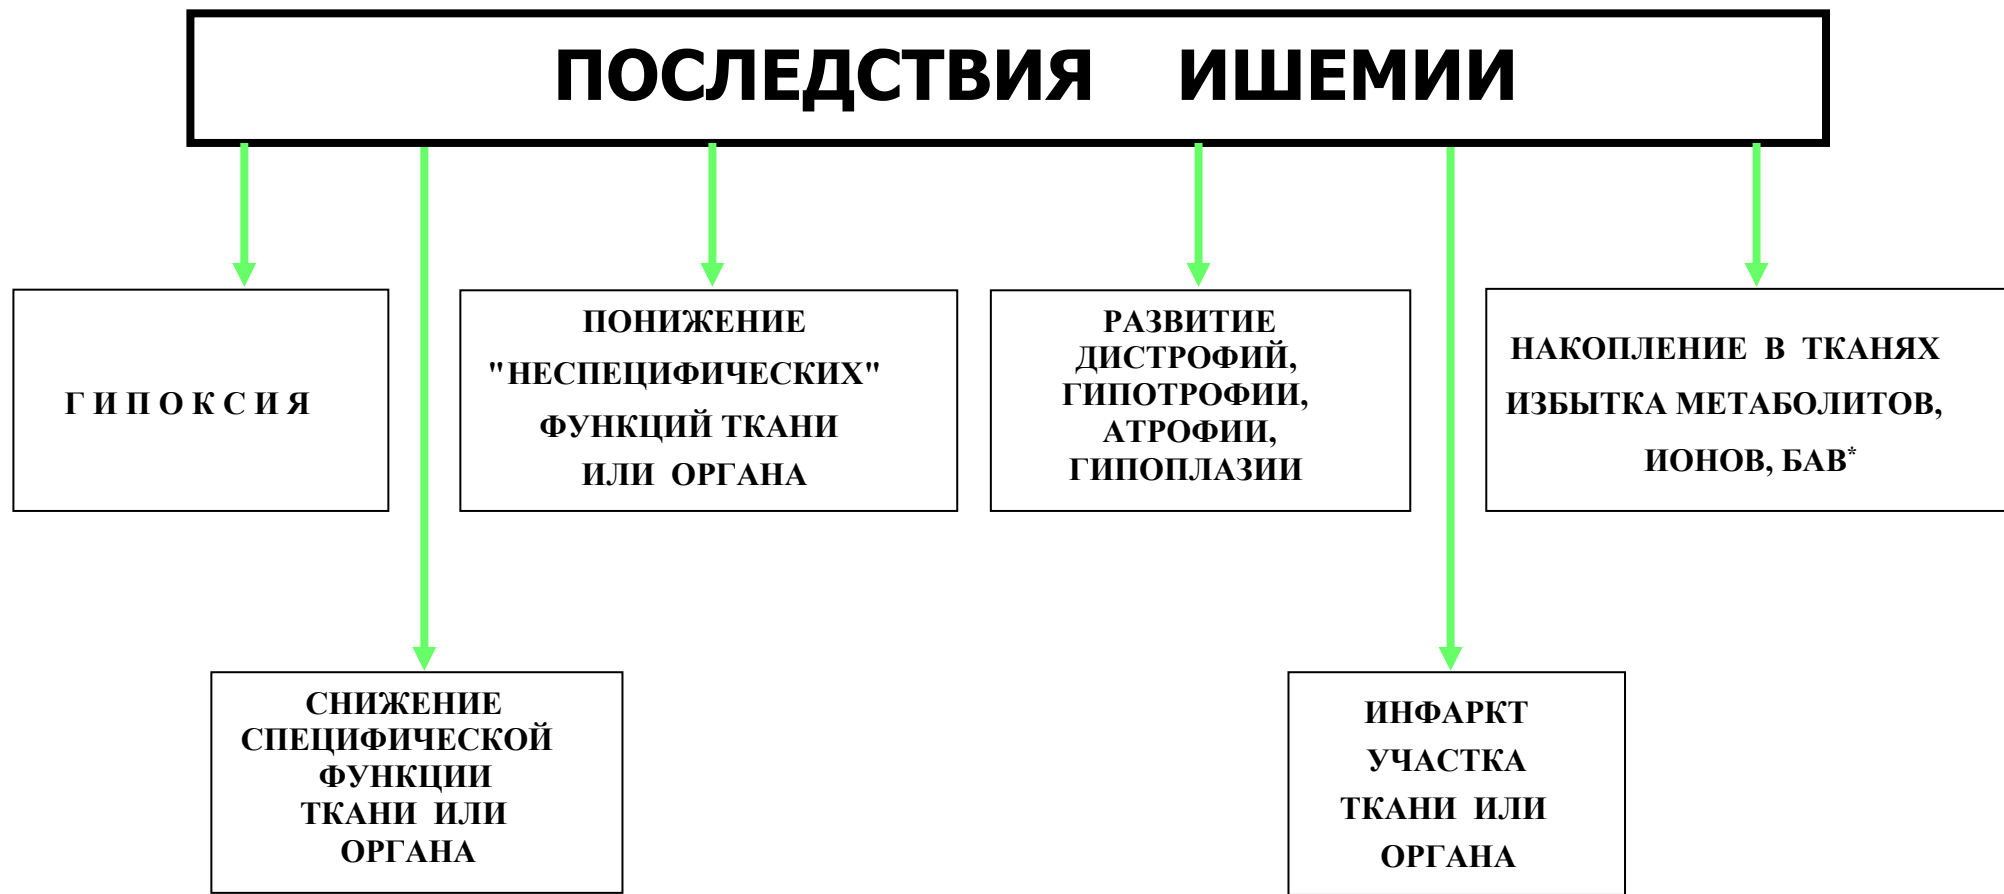 ПОСЛЕДСТВИЯ ИШЕМИИ
Г И П О К С И Я
ПОНИЖЕНИЕ
"НЕСПЕЦИФИЧЕСКИХ"
ФУНКЦИЙ ТКАНИ
ИЛИ ОРГАНА
РАЗВИТИЕ
ДИСТРОФИЙ,
ГИПОТРОФИИ,
АТРОФИИ,
ГИПОПЛАЗИИ
НАКОПЛЕНИЕ В ТКАНЯХ
ИЗБЫТКА МЕТАБОЛИТОВ,
ИОНОВ, БАВ*
СНИЖЕНИЕ
СПЕЦИФИЧЕСКОЙ
ФУНКЦИИ
ТКАНИ ИЛИ
ОРГАНА
ИНФАРКТ
УЧАСТКА
ТКАНИ ИЛИ
ОРГАНА